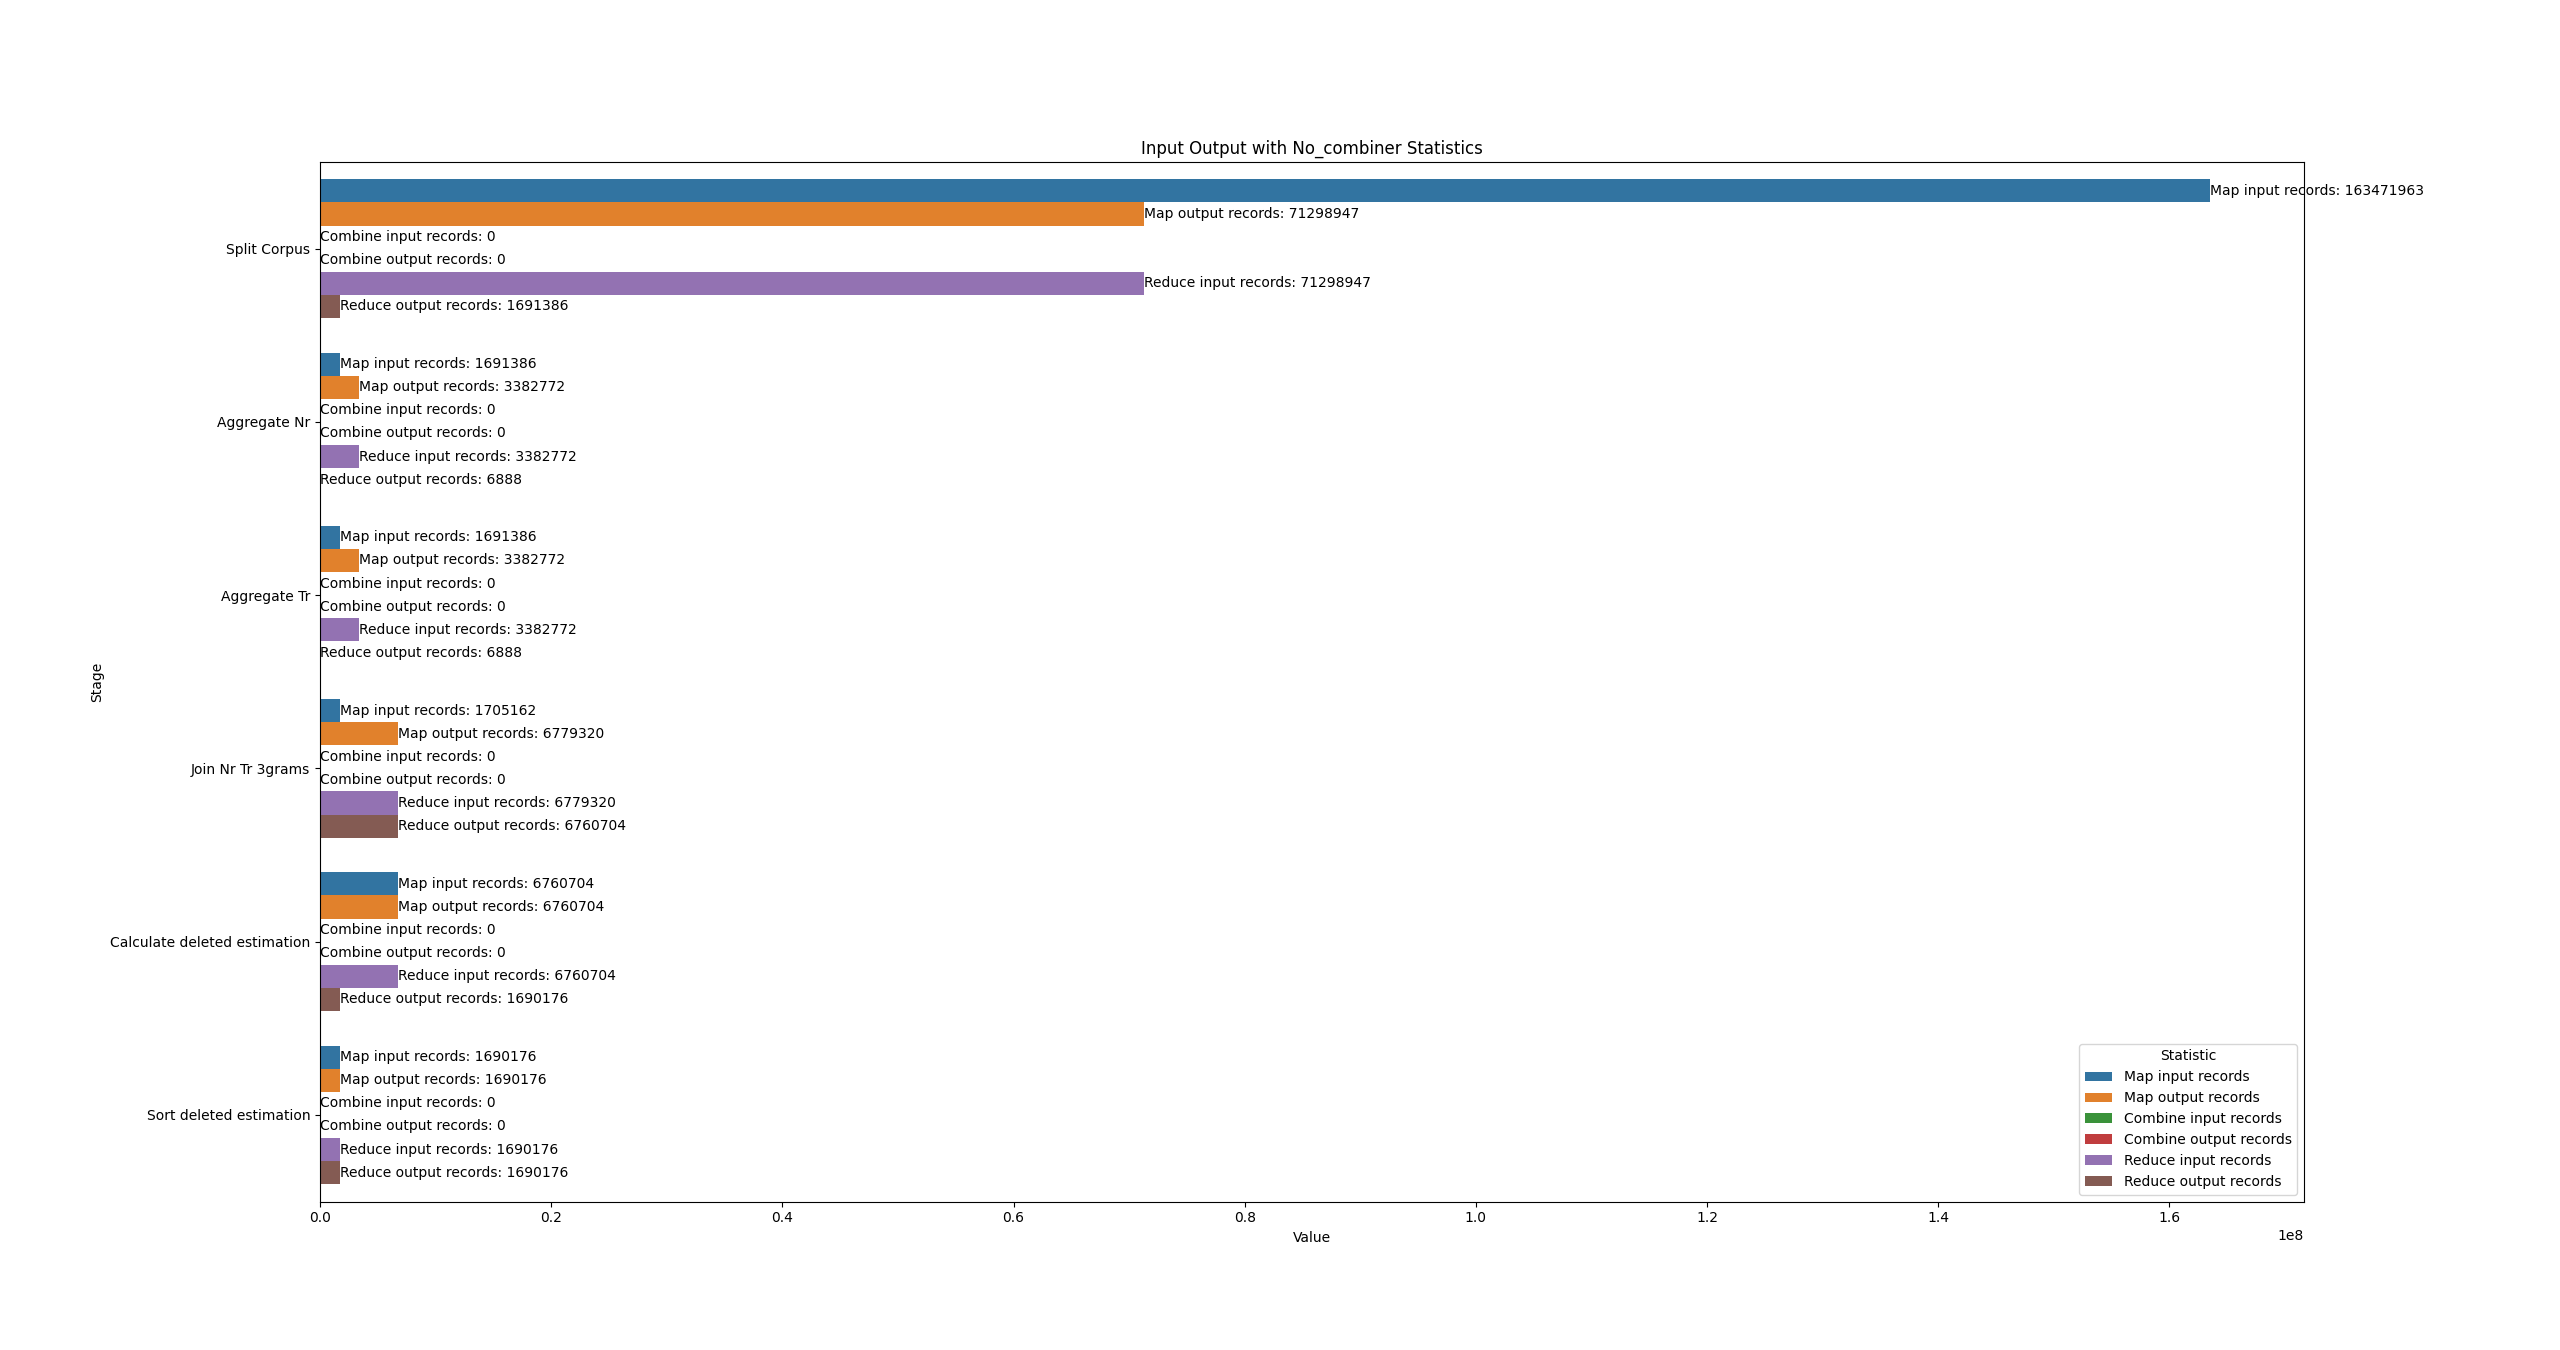 Input Output with No_combiner Statistics
Stage
Split Corpus
Map input records: 163471963
Map output records: 71298947
Combine input records: 0
Combine output records: 0
Reduce input records: 71298947
Reduce output records: 1691386
Aggregate Nr
Map input records: 1691386
Map output records: 3382772
Combine input records: 0
Combine output records: 0
Reduce input records: 3382772
Reduce output records: 6888
Aggregate Tr
Map input records: 1691386
Map output records: 3382772
Combine input records: 0
Combine output records: 0
Reduce input records: 3382772
Reduce output records: 6888
Join Nr Tr 3grams
Map input records: 1705162
Map output records: 6779320
Combine input records: 0
Combine output records: 0
Reduce input records: 6779320
Reduce output records: 6760704
Calculate deleted estimation
Map input records: 6760704
Map output records: 6760704
Combine input records: 0
Combine output records: 0
Reduce input records: 6760704
Reduce output records: 1690176
Sort deleted estimation
Map input records: 1690176
Map output records: 1690176
Combine input records: 0
Combine output records: 0
Reduce input records: 1690176
Reduce output records: 1690176
Statistic
Map input records
Map output records
Combine input records
Combine output records
Reduce input records
Reduce output records
0.0 0.2 0.4 0.6 0.8 1.0 1.2 1.4 1.6
1e8
Value